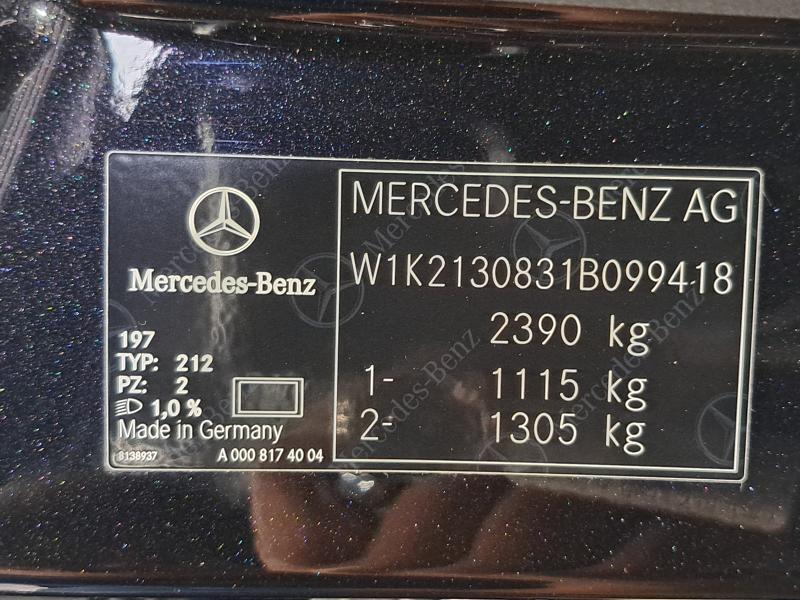 Mercedes-Benz
197
TYP: 212
PZ: 2
1,0 %
Made in Germany
8138937
A 000 817 40 04
MERCEDES-BENZ AG
W1K2130831B099418
2390 kg
1- 1115 kg
2- 1305 kg